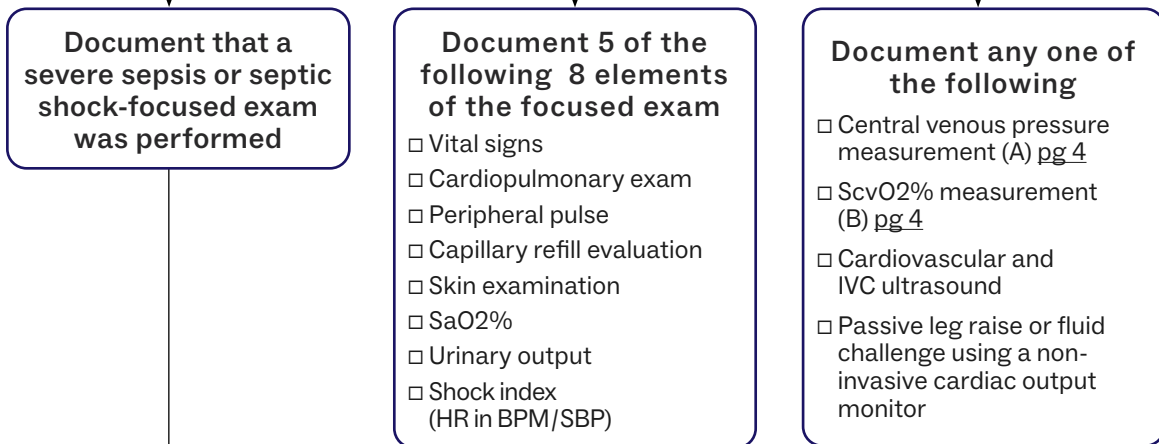 Document that a
severe sepsis or septic
shock-focused exam
was performed
Document 5 of the
following 8 elements
of the focused exam
□ Vital signs
□ Cardiopulmonary exam
□ Peripheral pulse
□ Capillary refill evaluation
□ Skin examination
□ SaO2%
□ Urinary output
□ Shock index
(HR in BPM/SBP)
Document any one of
the following
□ Central venous pressure
measurement (A) pg 4
□ ScvO2% measurement
(B) pg 4
□ Cardiovascular and
IVC ultrasound
□ Passive leg raise or fluid
challenge using a non-
invasive cardiac output
monitor